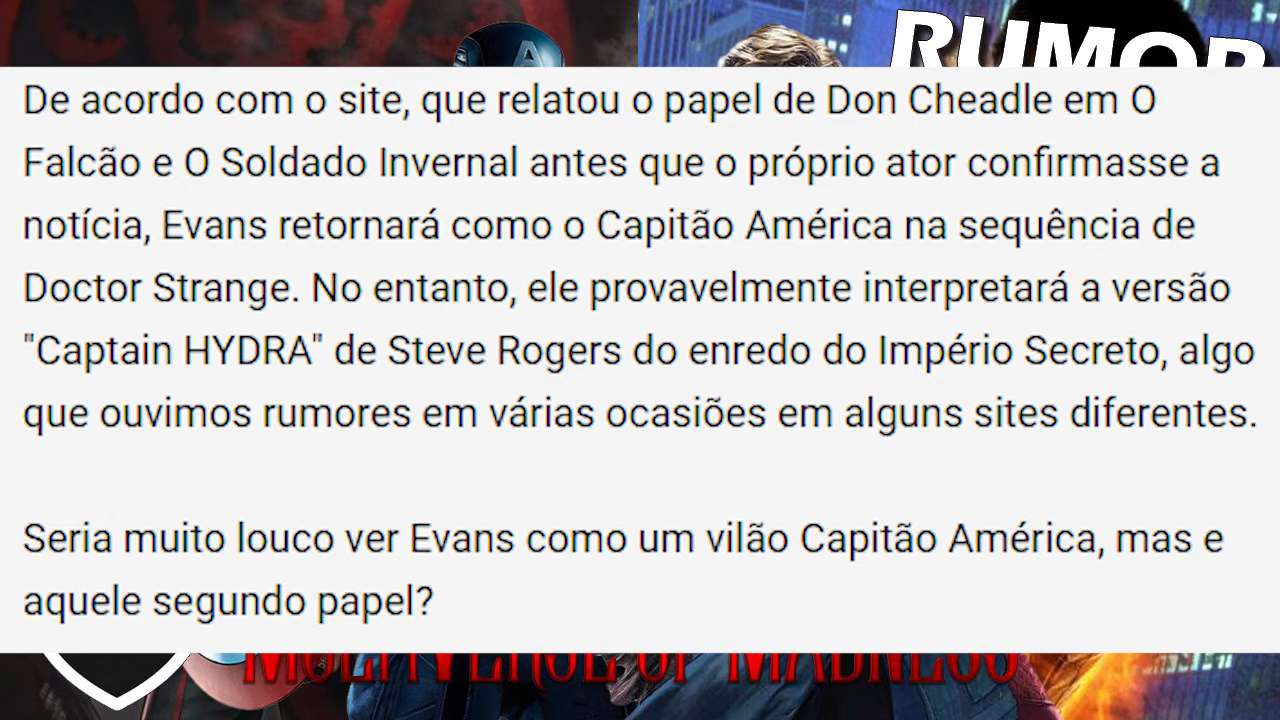 RUMOR
De acordo com o site, que relatou o papel de Don Cheadle em O
Falcão e O Soldado Invernal antes que o próprio ator confirmasse a
notícia, Evans retornará como o Capitão América na sequência de
Doctor Strange. No entanto, ele provavelmente interpretará a versão
"Captain HYDRA" de Steve Rogers do enredo do Império Secreto, algo
que ouvimos rumores em várias ocasiões em alguns sites diferentes.
Seria muito louco ver Evans como um vilão Capitão América, mas e
aquele segundo papel?
MULTIVERSE OF MADNESS